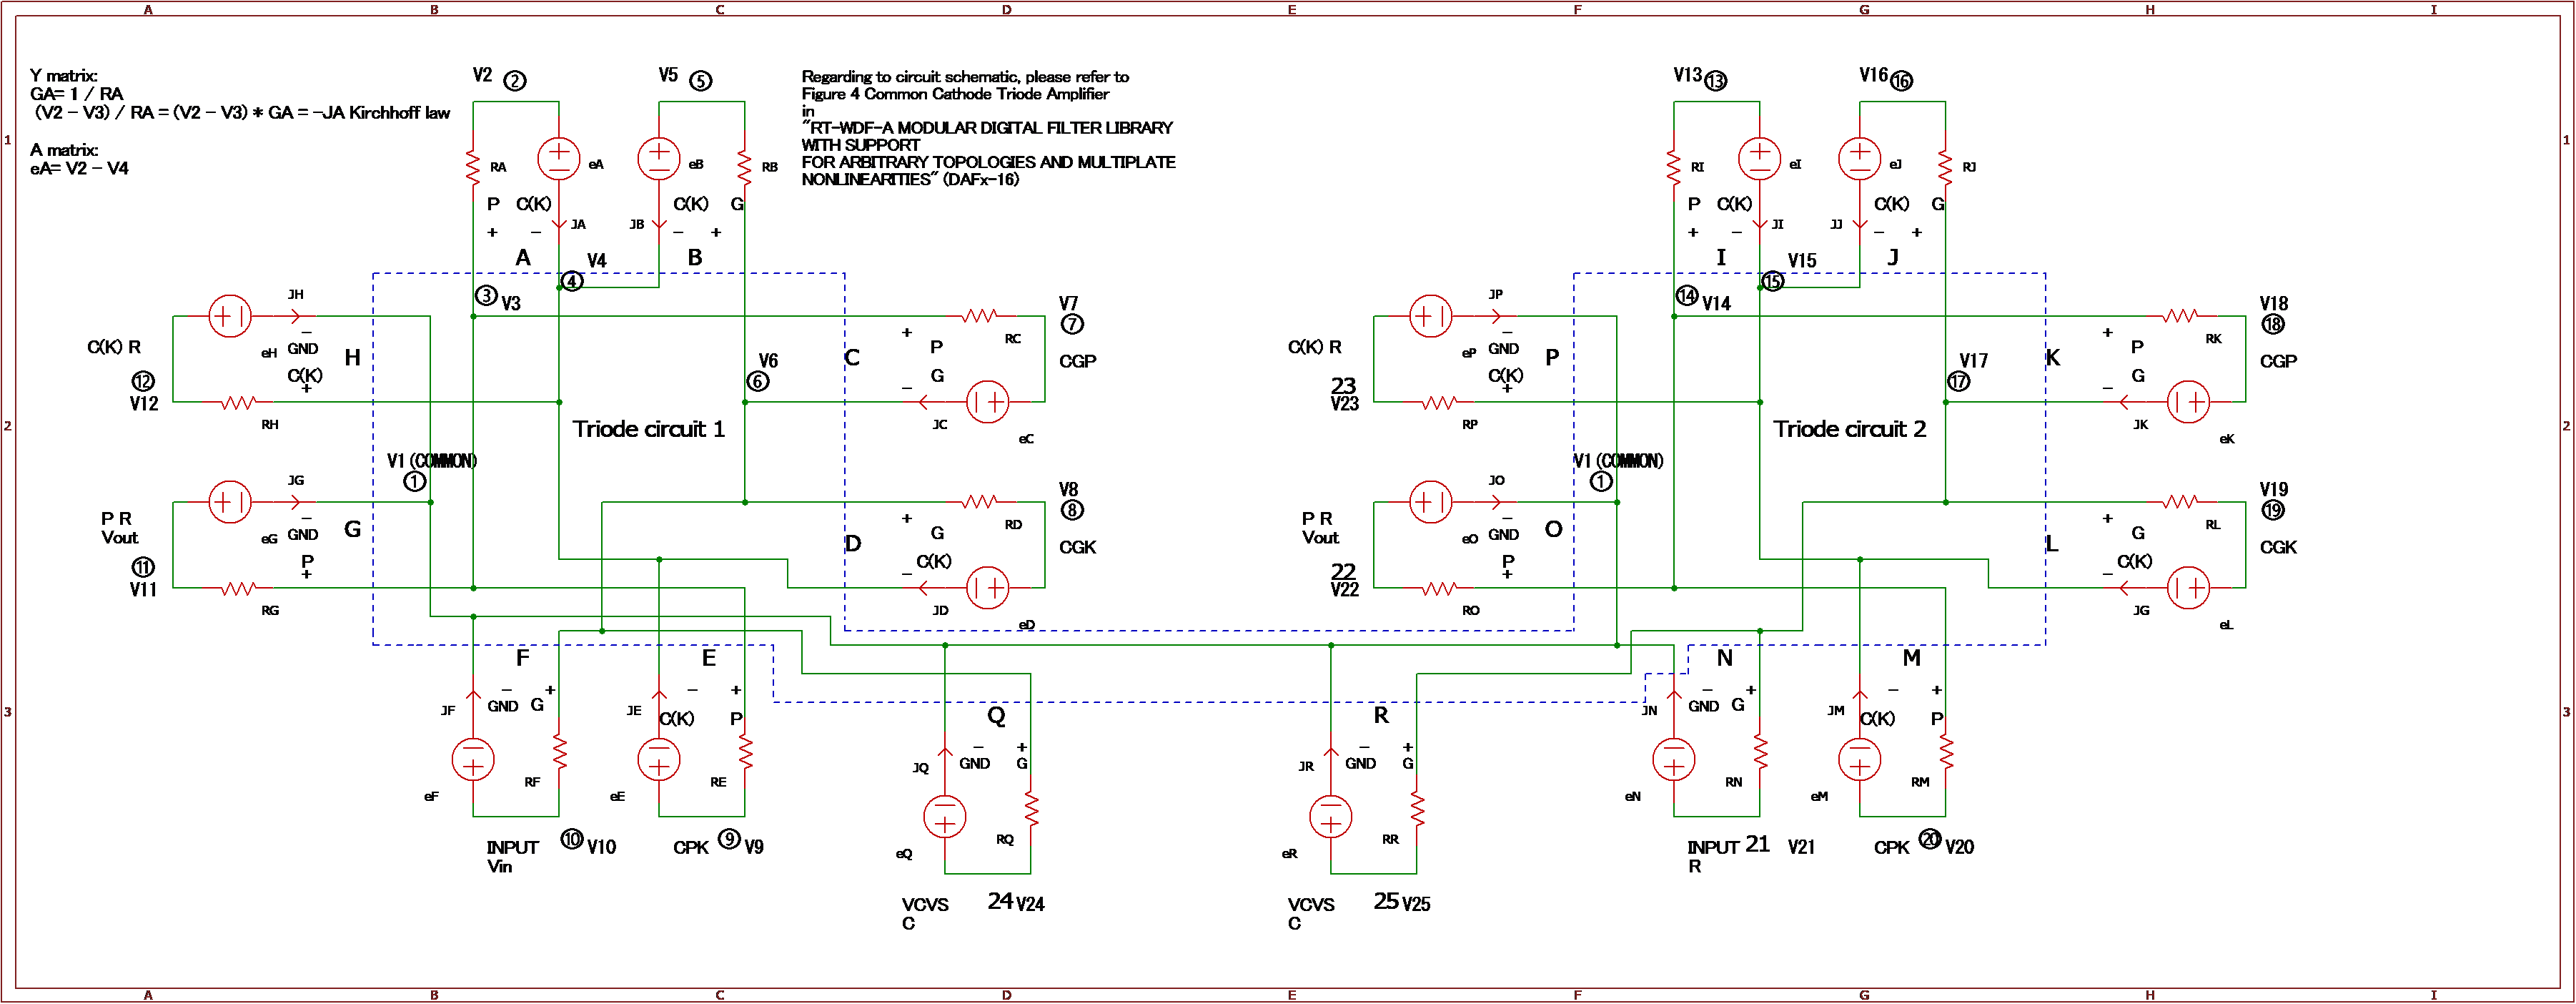 A B C D E F G H I
Y matrix:
GA= 1 / RA
(V2 - V3) / RA = (V2 - V3) * GA = -JA Kirchhoff law
A matrix:
eA= V2 - V4
Regarding to circuit schematic, please refer to
Figure 4 Common Cathode Triode Amplifier
in
"RT-WDF-A MODULAR DIGITAL FILTER LIBRARY
WITH SUPPORT
FOR ARBITRARY TOPOLOGIES AND MULTIPLATE
NONLINEARITIES" (DAFx-16)
V2 2
V5 5
V13 13
V16 16
1
1
RA eA eB RB
RI eI eJ RJ
P C(K) C(K) G
P C(K) C(K) G
+ - JA JB - +
+ - JI JJ - +
A B
I J
4 V4
15 V15
3 V3
14 V14
JH
-
eH GND
C(K)
+
H
C(K) R
12
V12
RH
V7
7
RC
+
P
CGP
C
G
-
JC
eC
V6
6
Triode circuit 1
JP
-
eP GND
C(K)
+
P
C(K) R
23
V23
RP
V18
18
RK
+
P
CGP
K
G
-
JK
eK
V17
17
Triode circuit 2
2
2
V1 (COMMON)
1
JG
-
eG GND
P
+
G
P R
Vout
11
V11
RG
V8
8
RD
+
G
CGK
D
C(K)
-
JD
eD
V1 (COMMON)
1
JO
-
eO GND
P
+
O
P R
Vout
22
V22
RO
V19
19
RL
+
G
CGK
L
C(K)
-
JG
eL
F E
N M
- + - +
JF GND G JE C(K) P
eF RF eE RE
INPUT
Vin
10 V10
CPK 9 V9
3
3
Q
- +
JQ GND G
eQ RQ
VCVS
C
24 V24
R
- +
JR GND G
eR RR
VCVS
C
25 V25
- + - +
JN GND G JM C(K) P
eN RN eM RM
INPUT 21 V21
R
CPK 20 V20
A B C D E F G H I